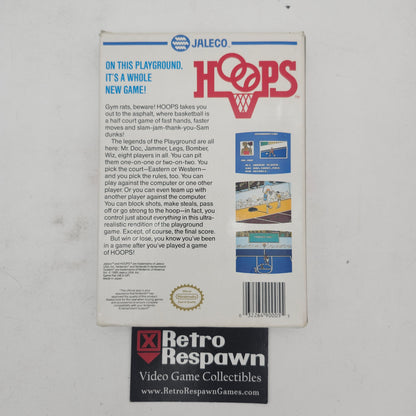 JALECO®
ON THIS PLAYGROUND,
IT'S A WHOLE
NEW GAME!
HOOPS™
Gym rats, beware! HOOPS takes you
out to the asphalt, where basketball is
a half court game of fast hands, faster
moves and slam-jam-thank-you-Sam
dunks!
The legends of the Playground are all
here: Mr. Doc, Jammer, Legs, Bomber,
Wiz, eight players in all. You can pit
them one-on-one or two-on-two. You
pick the court—Eastern or Western—
and you pick the rules, too. You can
play against the computer or one other
player. Or you can even team up with
another player against the computer.
You can block shots, make steals, pass
off or go strong to the hoop—in fact, you
control just about everything in this ultra-
realistic rendition of the playground
game. Except, of course, the final score.
But win or lose, you know you've been
in a game after you've played a game
of HOOPS!
Nintendo
Retro
Respawn
Video Game Collectibles
www.RetroRespawnGames.com